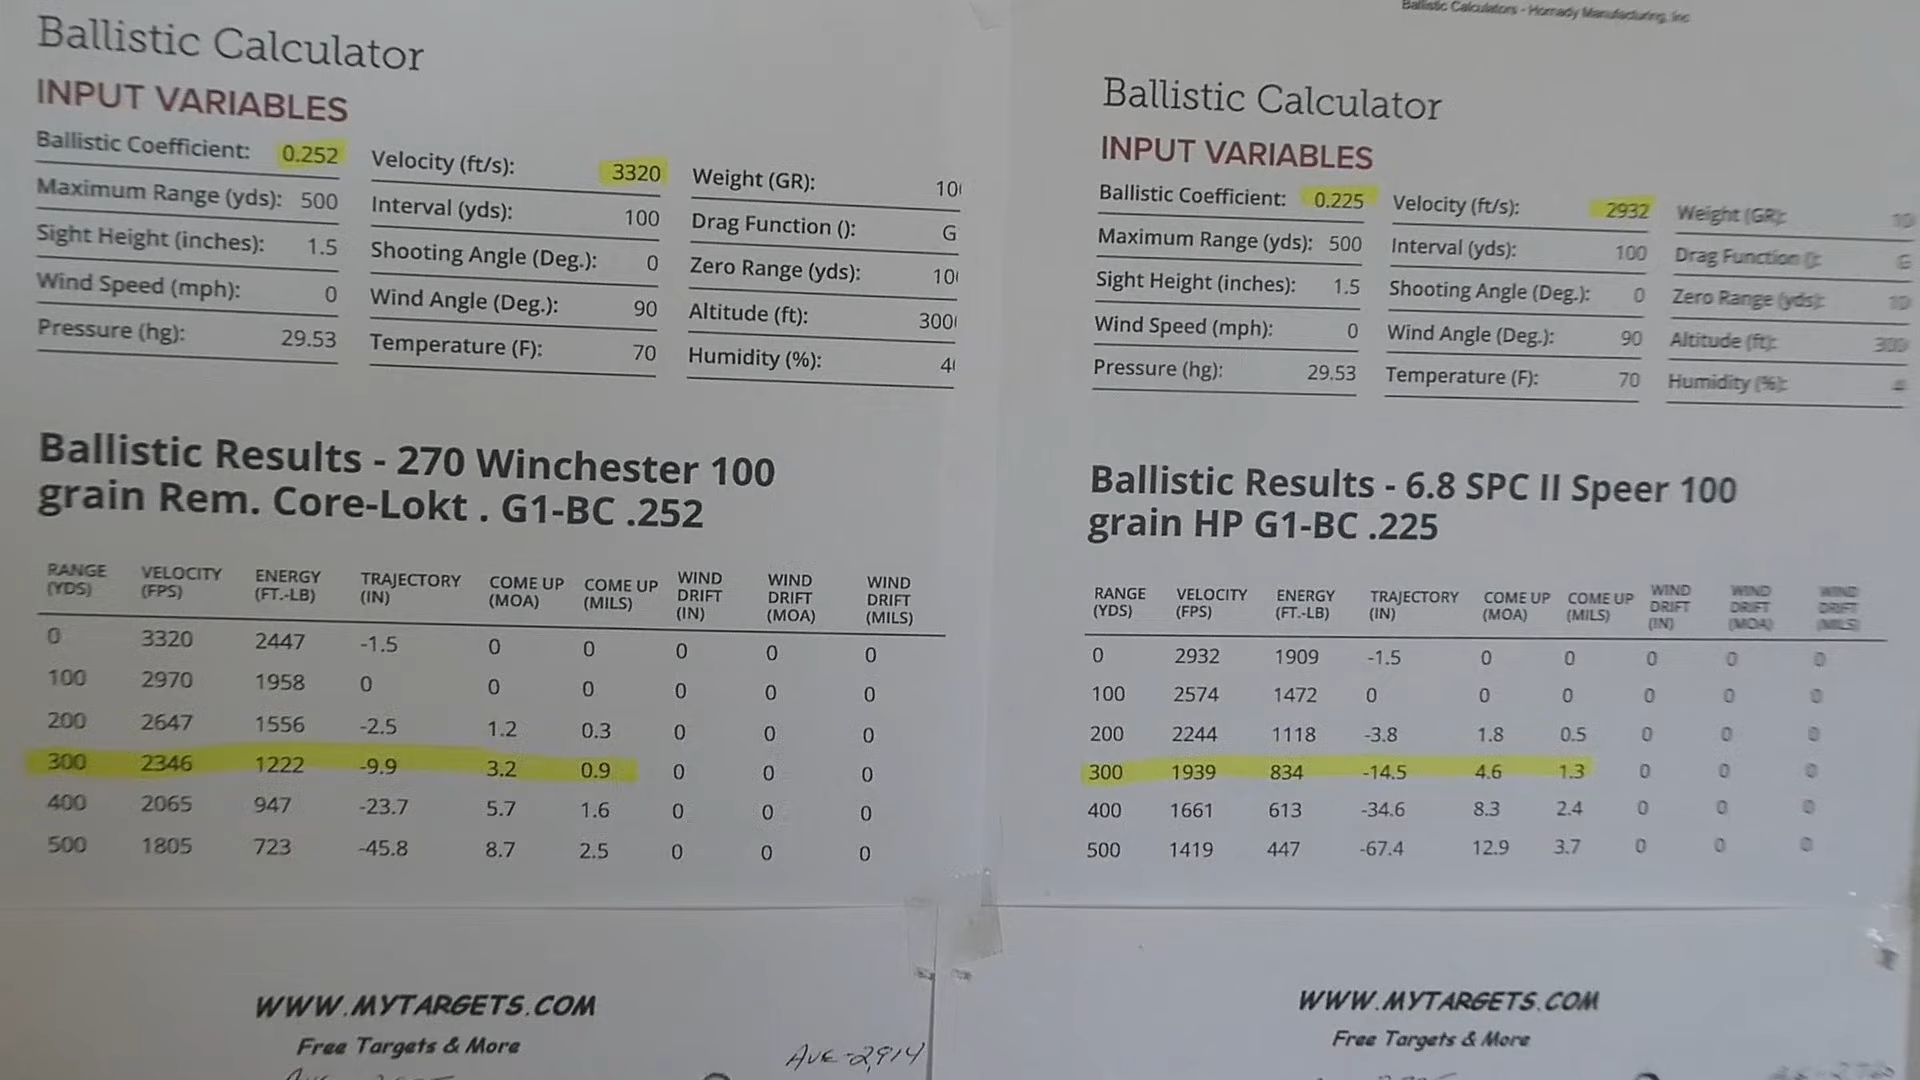 Ballistic Calculators - Hornady Manufacturing, Inc
Ballistic Calculator
INPUT VARIABLES
Ballistic Coefficient: 0.252 Velocity (ft/s): 3320 Weight (GR): 10
Maximum Range (yds): 500 Interval (yds): 100 Drag Function (): G
Sight Height (inches): 1.5 Shooting Angle (Deg.): 0 Zero Range (yds): 10
Wind Speed (mph): 0 Wind Angle (Deg.): 90 Altitude (ft): 300
Pressure (hg): 29.53 Temperature (F): 70 Humidity (%): 4
Ballistic Results - 270 Winchester 100
grain Rem. Core-Lokt . G1-BC .252
RANGE (YDS) VELOCITY (FPS) ENERGY (FT.-LB) TRAJECTORY (IN) COME UP (MOA) COME UP (MILS) WIND DRIFT (IN) WIND DRIFT (MOA) WIND DRIFT (MILS)
0 3320 2447 -1.5 0 0 0 0 0
100 2970 1958 0 0 0 0 0 0
200 2647 1556 -2.5 1.2 0.3 0 0 0
300 2346 1222 -9.9 3.2 0.9 0 0 0
400 2065 947 -23.7 5.7 1.6 0 0 0
500 1805 723 -45.8 8.7 2.5 0 0 0
WWW.MYTARGETS.COM
Free Targets & More
AVE-2,914
Ballistic Calculator
INPUT VARIABLES
Ballistic Coefficient: 0.225 Velocity (ft/s): 2932 Weight (GR): 10
Maximum Range (yds): 500 Interval (yds): 100 Drag Function (): G
Sight Height (inches): 1.5 Shooting Angle (Deg.): 0 Zero Range (yds): 10
Wind Speed (mph): 0 Wind Angle (Deg.): 90 Altitude (ft): 300
Pressure (hg): 29.53 Temperature (F): 70 Humidity (%):
Ballistic Results - 6.8 SPC II Speer 100
grain HP G1-BC .225
RANGE (YDS) VELOCITY (FPS) ENERGY (FT.-LB) TRAJECTORY (IN) COME UP (MOA) COME UP (MILS) WIND DRIFT (IN) WIND DRIFT (MOA) WIND DRIFT (MILS)
0 2932 1909 -1.5 0 0 0 0 0
100 2574 1472 0 0 0 0 0 0
200 2244 1118 -3.8 1.8 0.5 0 0 0
300 1939 834 -14.5 4.6 1.3 0 0 0
400 1661 613 -34.6 8.3 2.4 0 0 0
500 1419 447 -67.4 12.9 3.7 0 0 0
WWW.MYTARGETS.COM
Free Targets & More